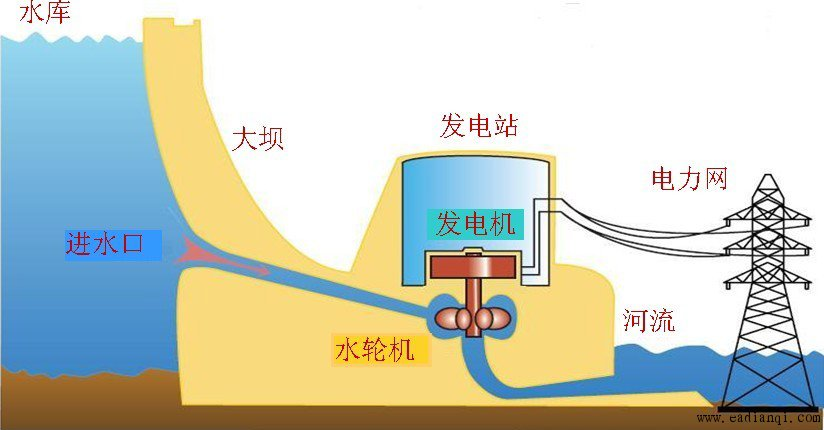 水库
大坝
发电站
电力网
发电机
进水口
河流
水轮机
www.eadianqi.com